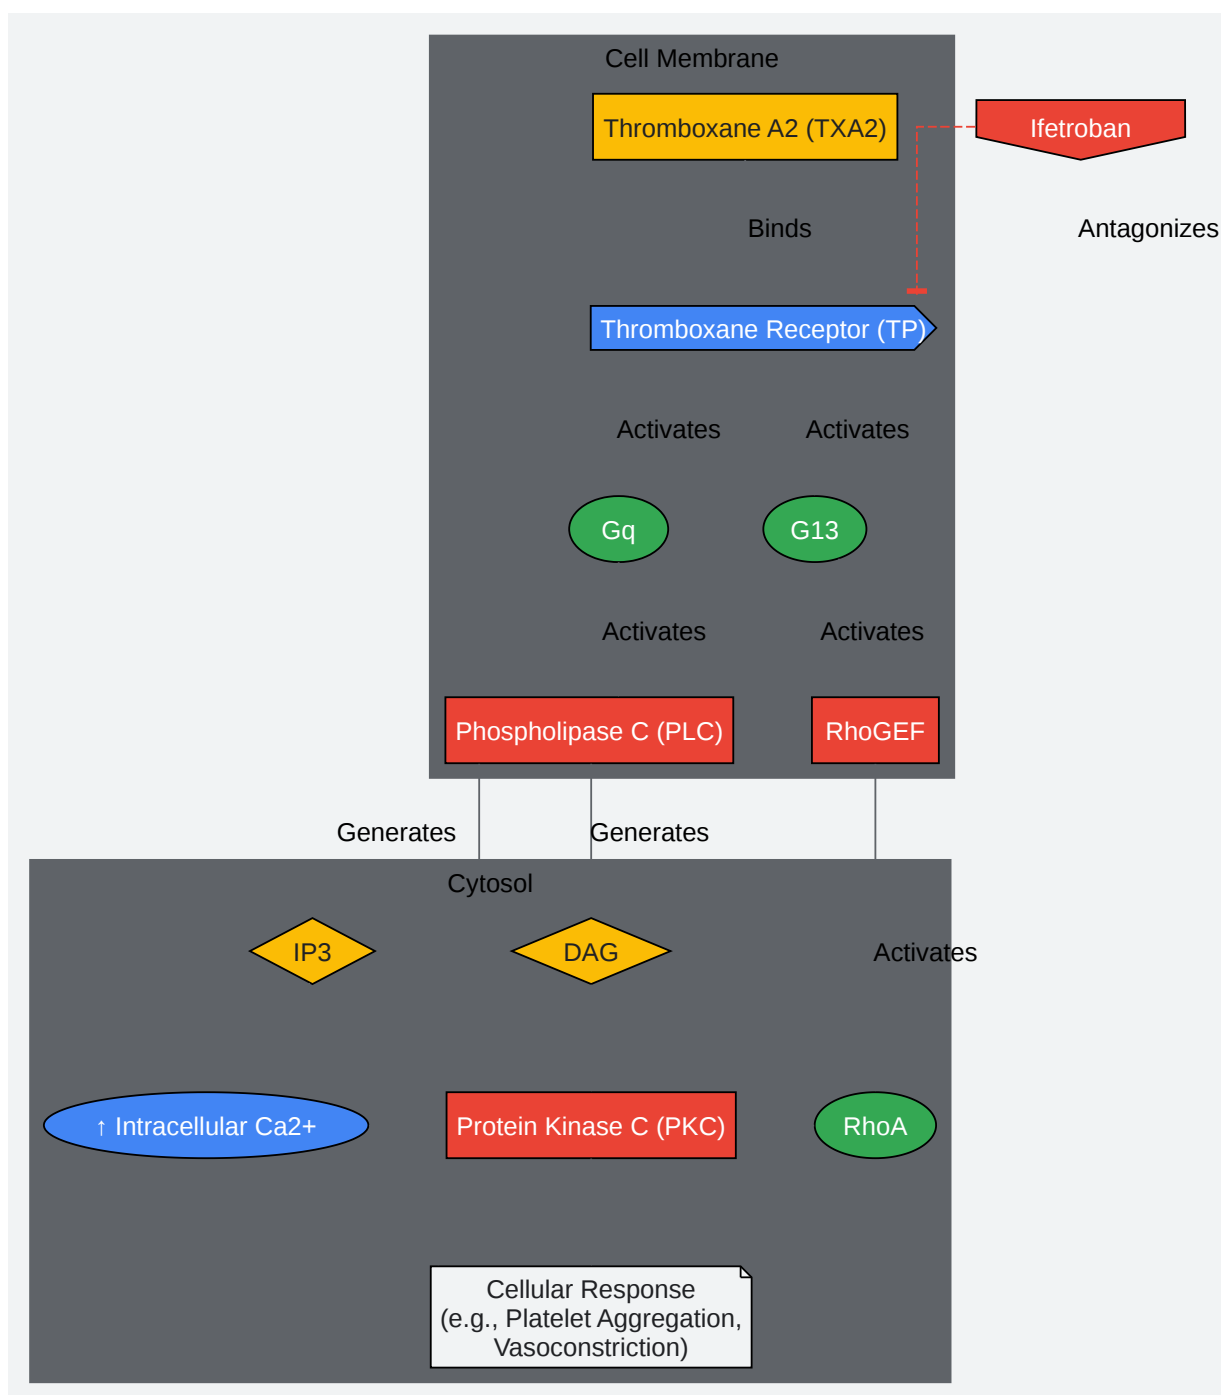 Cell Membrane
Thromboxane A2 (TXA2)
Ifetroban
Binds
Antagonizes
Thromboxane Receptor (TP)
Activates
Activates
Gq
G13
Activates
Activates
Phospholipase C (PLC)
RhoGEF
Generates
Generates
Cytosol
IP3
DAG
Activates
↑ Intracellular Ca2+
Protein Kinase C (PKC)
RhoA
Cellular Response
(e.g., Platelet Aggregation,
Vasoconstriction)